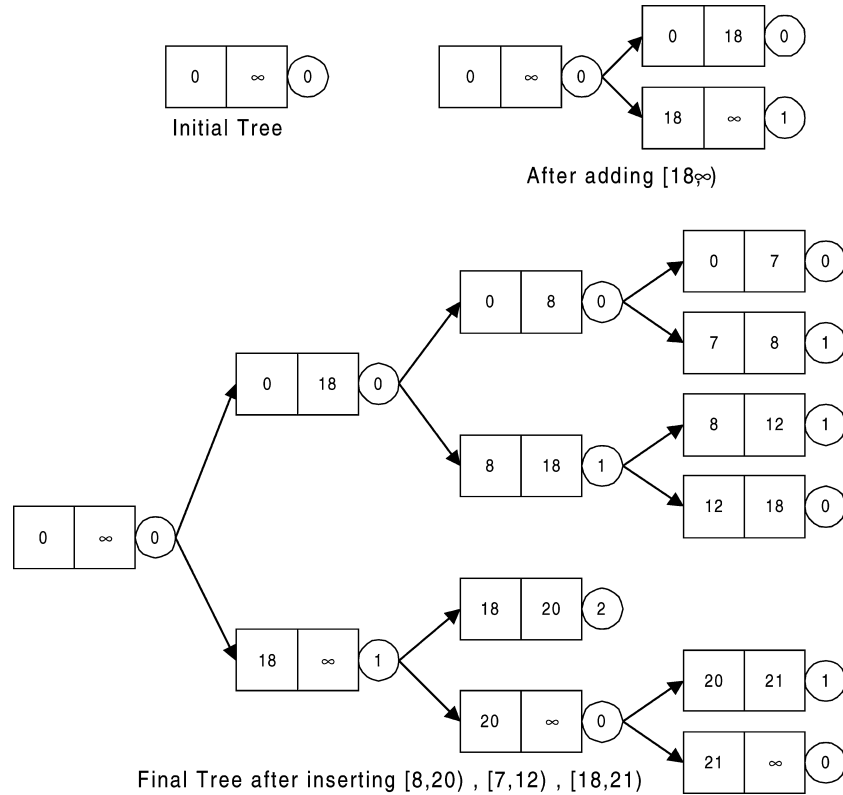 0 ∞ 0
Initial Tree
0 ∞ 0
0 18 0
18 ∞ 1
After adding [18,∞)
0 7 0
0 8 0
7 8 1
0 18 0
8 12 1
8 18 1
12 18 0
0 ∞ 0
18 20 2
18 ∞ 1
20 21 1
20 ∞ 0
21 ∞ 0
Final Tree after inserting [8,20) , [7,12) , [18,21)